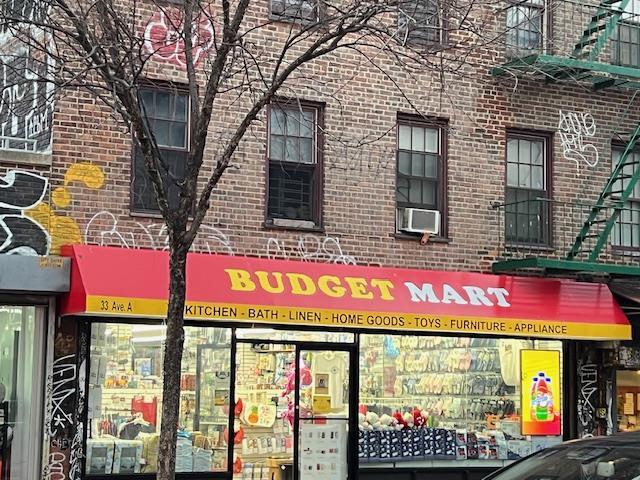 BUDGET MART
33 Ave. A
KITCHEN - BATH - LINEN - HOME GOODS - TOYS - FURNITURE - APPLIANCE